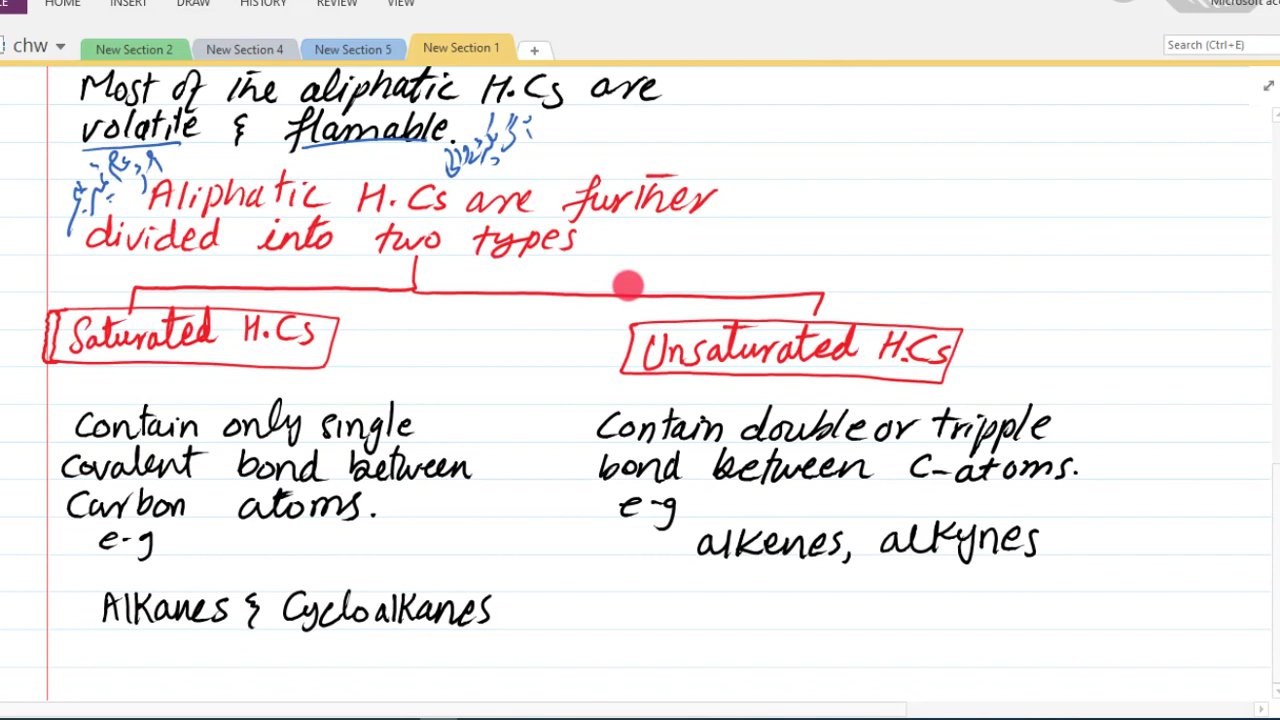 HOME INSERT DRAW HISTORY REVIEW VIEW
chw New Section 2 New Section 4 New Section 5 New Section 1 + Search (Ctrl+E)
Most of the aliphatic H.Cs are
volatile & flamable.
Aliphatic H.Cs are further
divided into two types
Saturated H.Cs
Unsaturated H.Cs
Contain only single
covalent bond between
Carbon atoms.
e-g
Alkanes & Cycloalkanes
Contain double or tripple
bond between C-atoms.
e-g
alkenes, alkynes